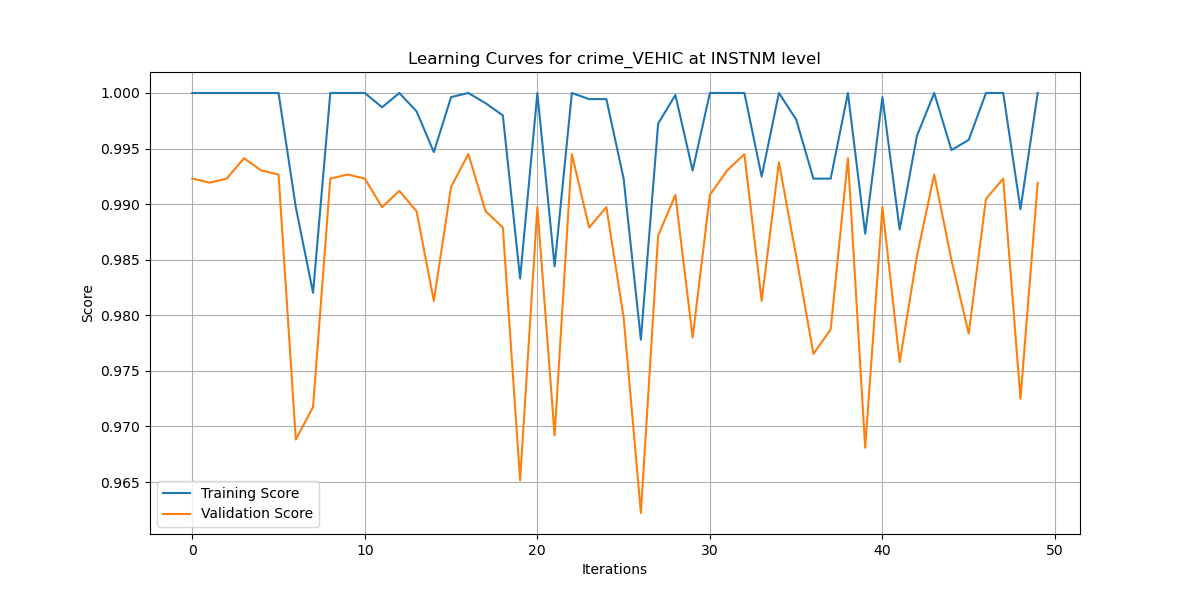 Learning Curves for crime_VEHIC at INSTNM level
1.000
0.995
0.990
0.985
0.980
0.975
0.970
0.965
Score
Training Score
Validation Score
0 10 20 30 40 50
Iterations